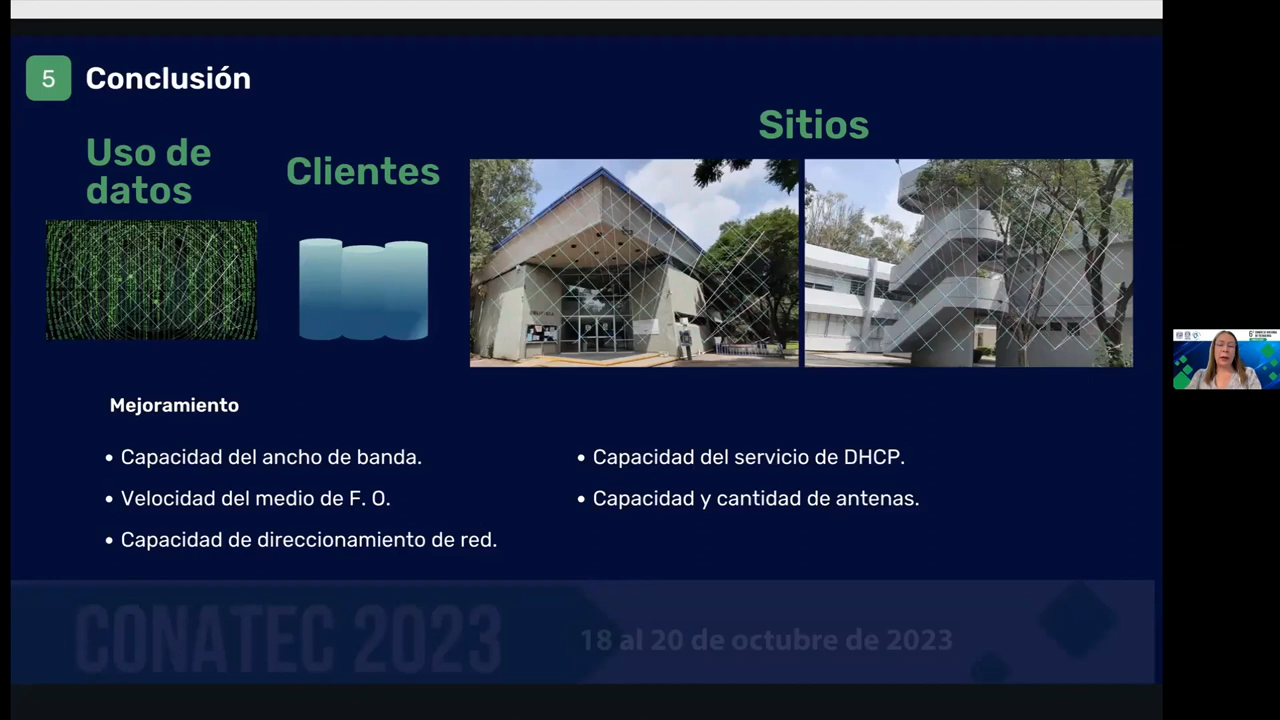 5 Conclusión
Uso de
datos
Clientes
Sitios
Mejoramiento
• Capacidad del ancho de banda.
• Velocidad del medio de F. O.
• Capacidad de direccionamiento de red.
• Capacidad del servicio de DHCP.
• Capacidad y cantidad de antenas.
CONATEC 2023
18 al 20 de octubre de 2023